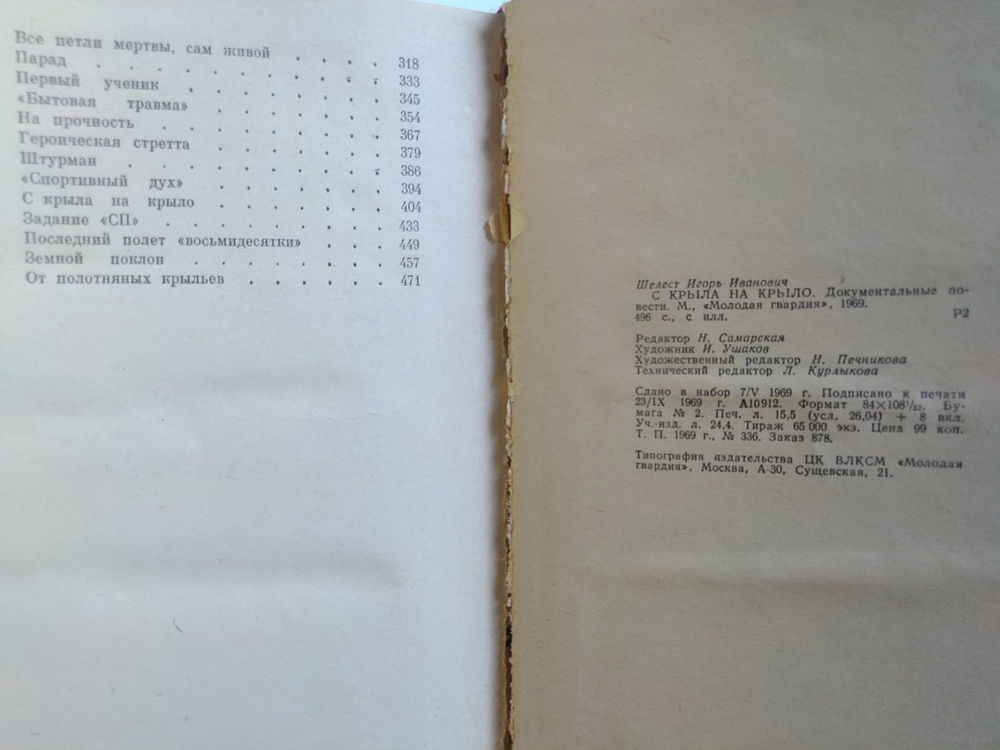 Все петли мертвы, сам живой . . . . 318
Парад . . . . . . . . 333
Первый ученик . . . . . . . 345
«Бытовая травма» . . . . . . 354
На прочность . . . . . . . 367
Героическая стретта . . . . . . 379
Штурман . . . . . . . . 386
«Спортивный дух» . . . . . . 394
С крыла на крыло . . . . . . 404
Задание «СП» . . . . . . . 433
Последний полет «восьмидесятки» . . . 449
Земной поклон . . . . . . 457
От полотняных крыльев . . . . . 471
Шелест Игорь Иванович
С КРЫЛА НА КРЫЛО. Документальные по-
вести. М., «Молодая гвардия», 1969.
496 с., с илл. Р2
Редактор Н. Самарская
Художник И. Ушаков
Художественный редактор Н. Печникова
Технический редактор Л. Курлыкова
Сдано в набор 7/V 1969 г. Подписано к печати
23/IX 1969 г. А10912. Формат 84×108¹/₃₂. Бу-
мага № 2. Печ. л. 15,5 (усл. 26,04) + 8 вкл.
Уч.-изд. л. 24,4. Тираж 65 000 экз. Цена 99 коп.
Т. П. 1969 г., № 336. Заказ 878.
Типография издательства ЦК ВЛКСМ «Молодая
гвардия». Москва, А-30, Сущевская, 21.